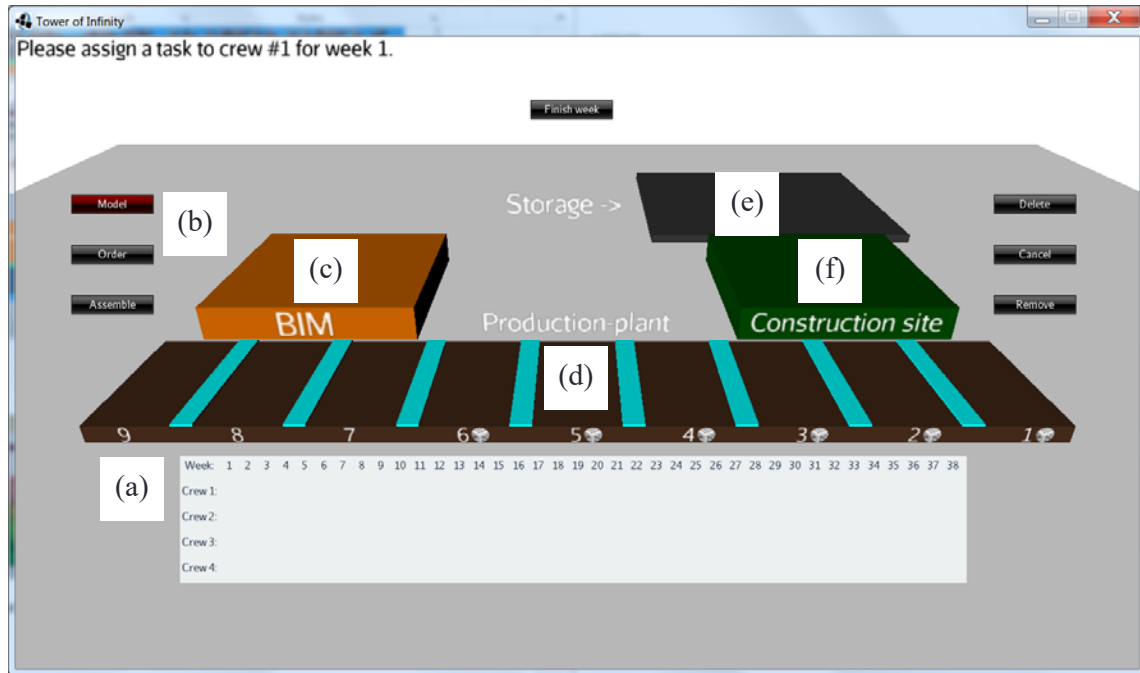 Tower of Infinity
Please assign a task to crew #1 for week 1.
Finish week
Model
(b)
Storage ->
(e)
Delete
Order
(c)
(f)
Cancel
Assemble
BIM
Production-plant
Construction site
Remove
(d)
9 8 7 6 5 4 3 2 1
(a)
Week: 1 2 3 4 5 6 7 8 9 10 11 12 13 14 15 16 17 18 19 20 21 22 23 24 25 26 27 28 29 30 31 32 33 34 35 36 37 38
Crew 1:
Crew 2:
Crew 3:
Crew 4: